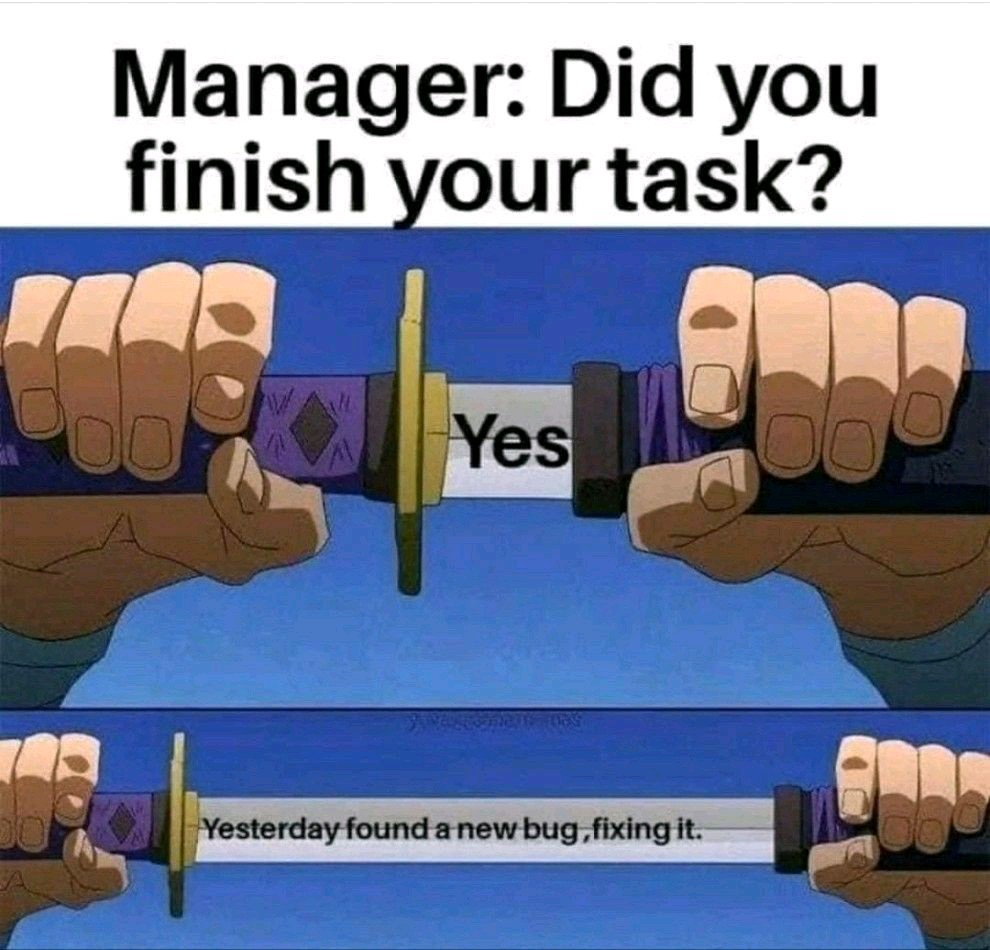 Manager: Did you
finish your task?
Yes
Yesterday found a new bug ,fixing it.